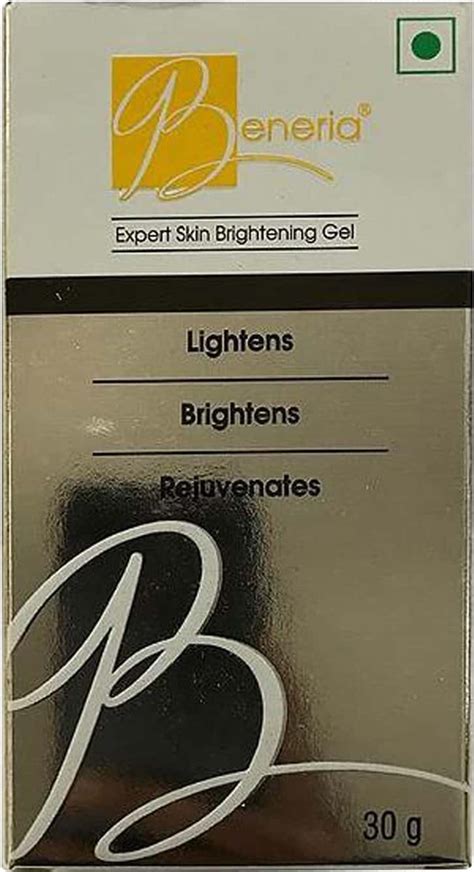 Beneria®
Expert Skin Brightening Gel
Lightens
Brightens
Rejuvenates
B
30 g